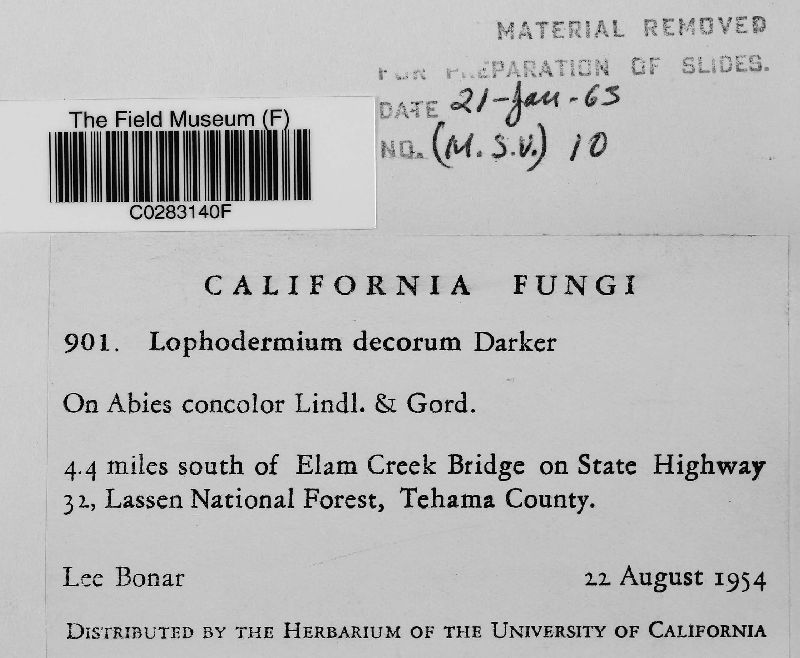 MATERIAL REMOVED
FOR PREPARATION OF SLIDES.
DATE 21-Jan-63
NO. (M.S.V.) 10
The Field Museum (F)
C0283140F
CALIFORNIA FUNGI
901. Lophodermium decorum Darker
On Abies concolor Lindl. & Gord.
4.4 miles south of Elam Creek Bridge on State Highway
32, Lassen National Forest, Tehama County.
Lee Bonar 22 August 1954
DISTRIBUTED BY THE HERBARIUM OF THE UNIVERSITY OF CALIFORNIA